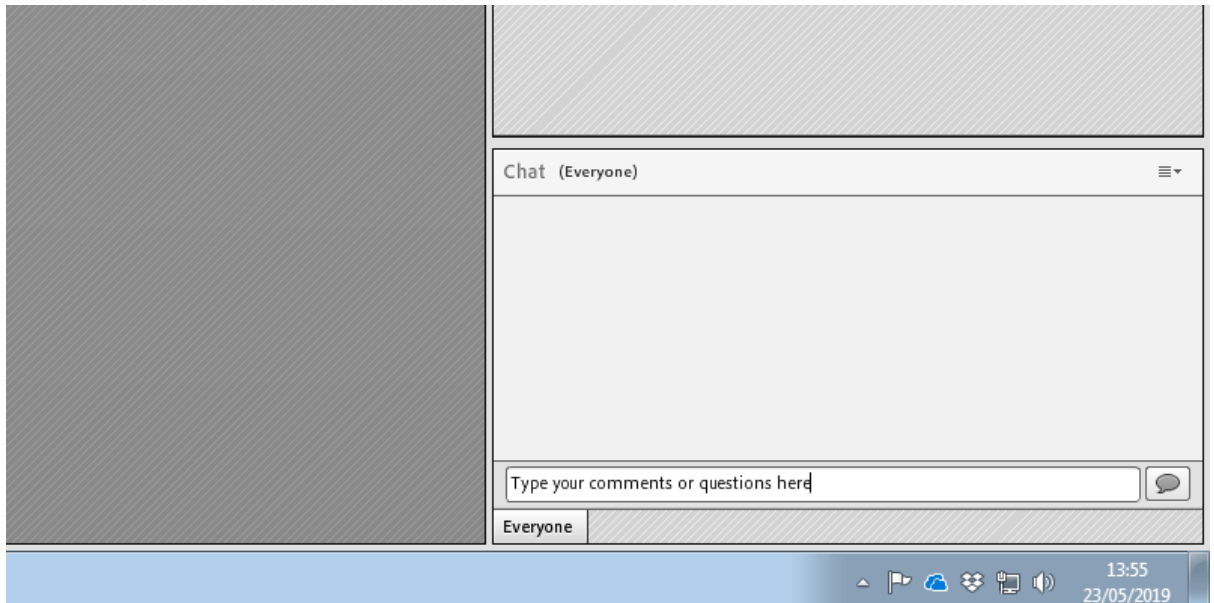 Chat (Everyone)
Type your comments or questions here
Everyone
13:55
23/05/2019